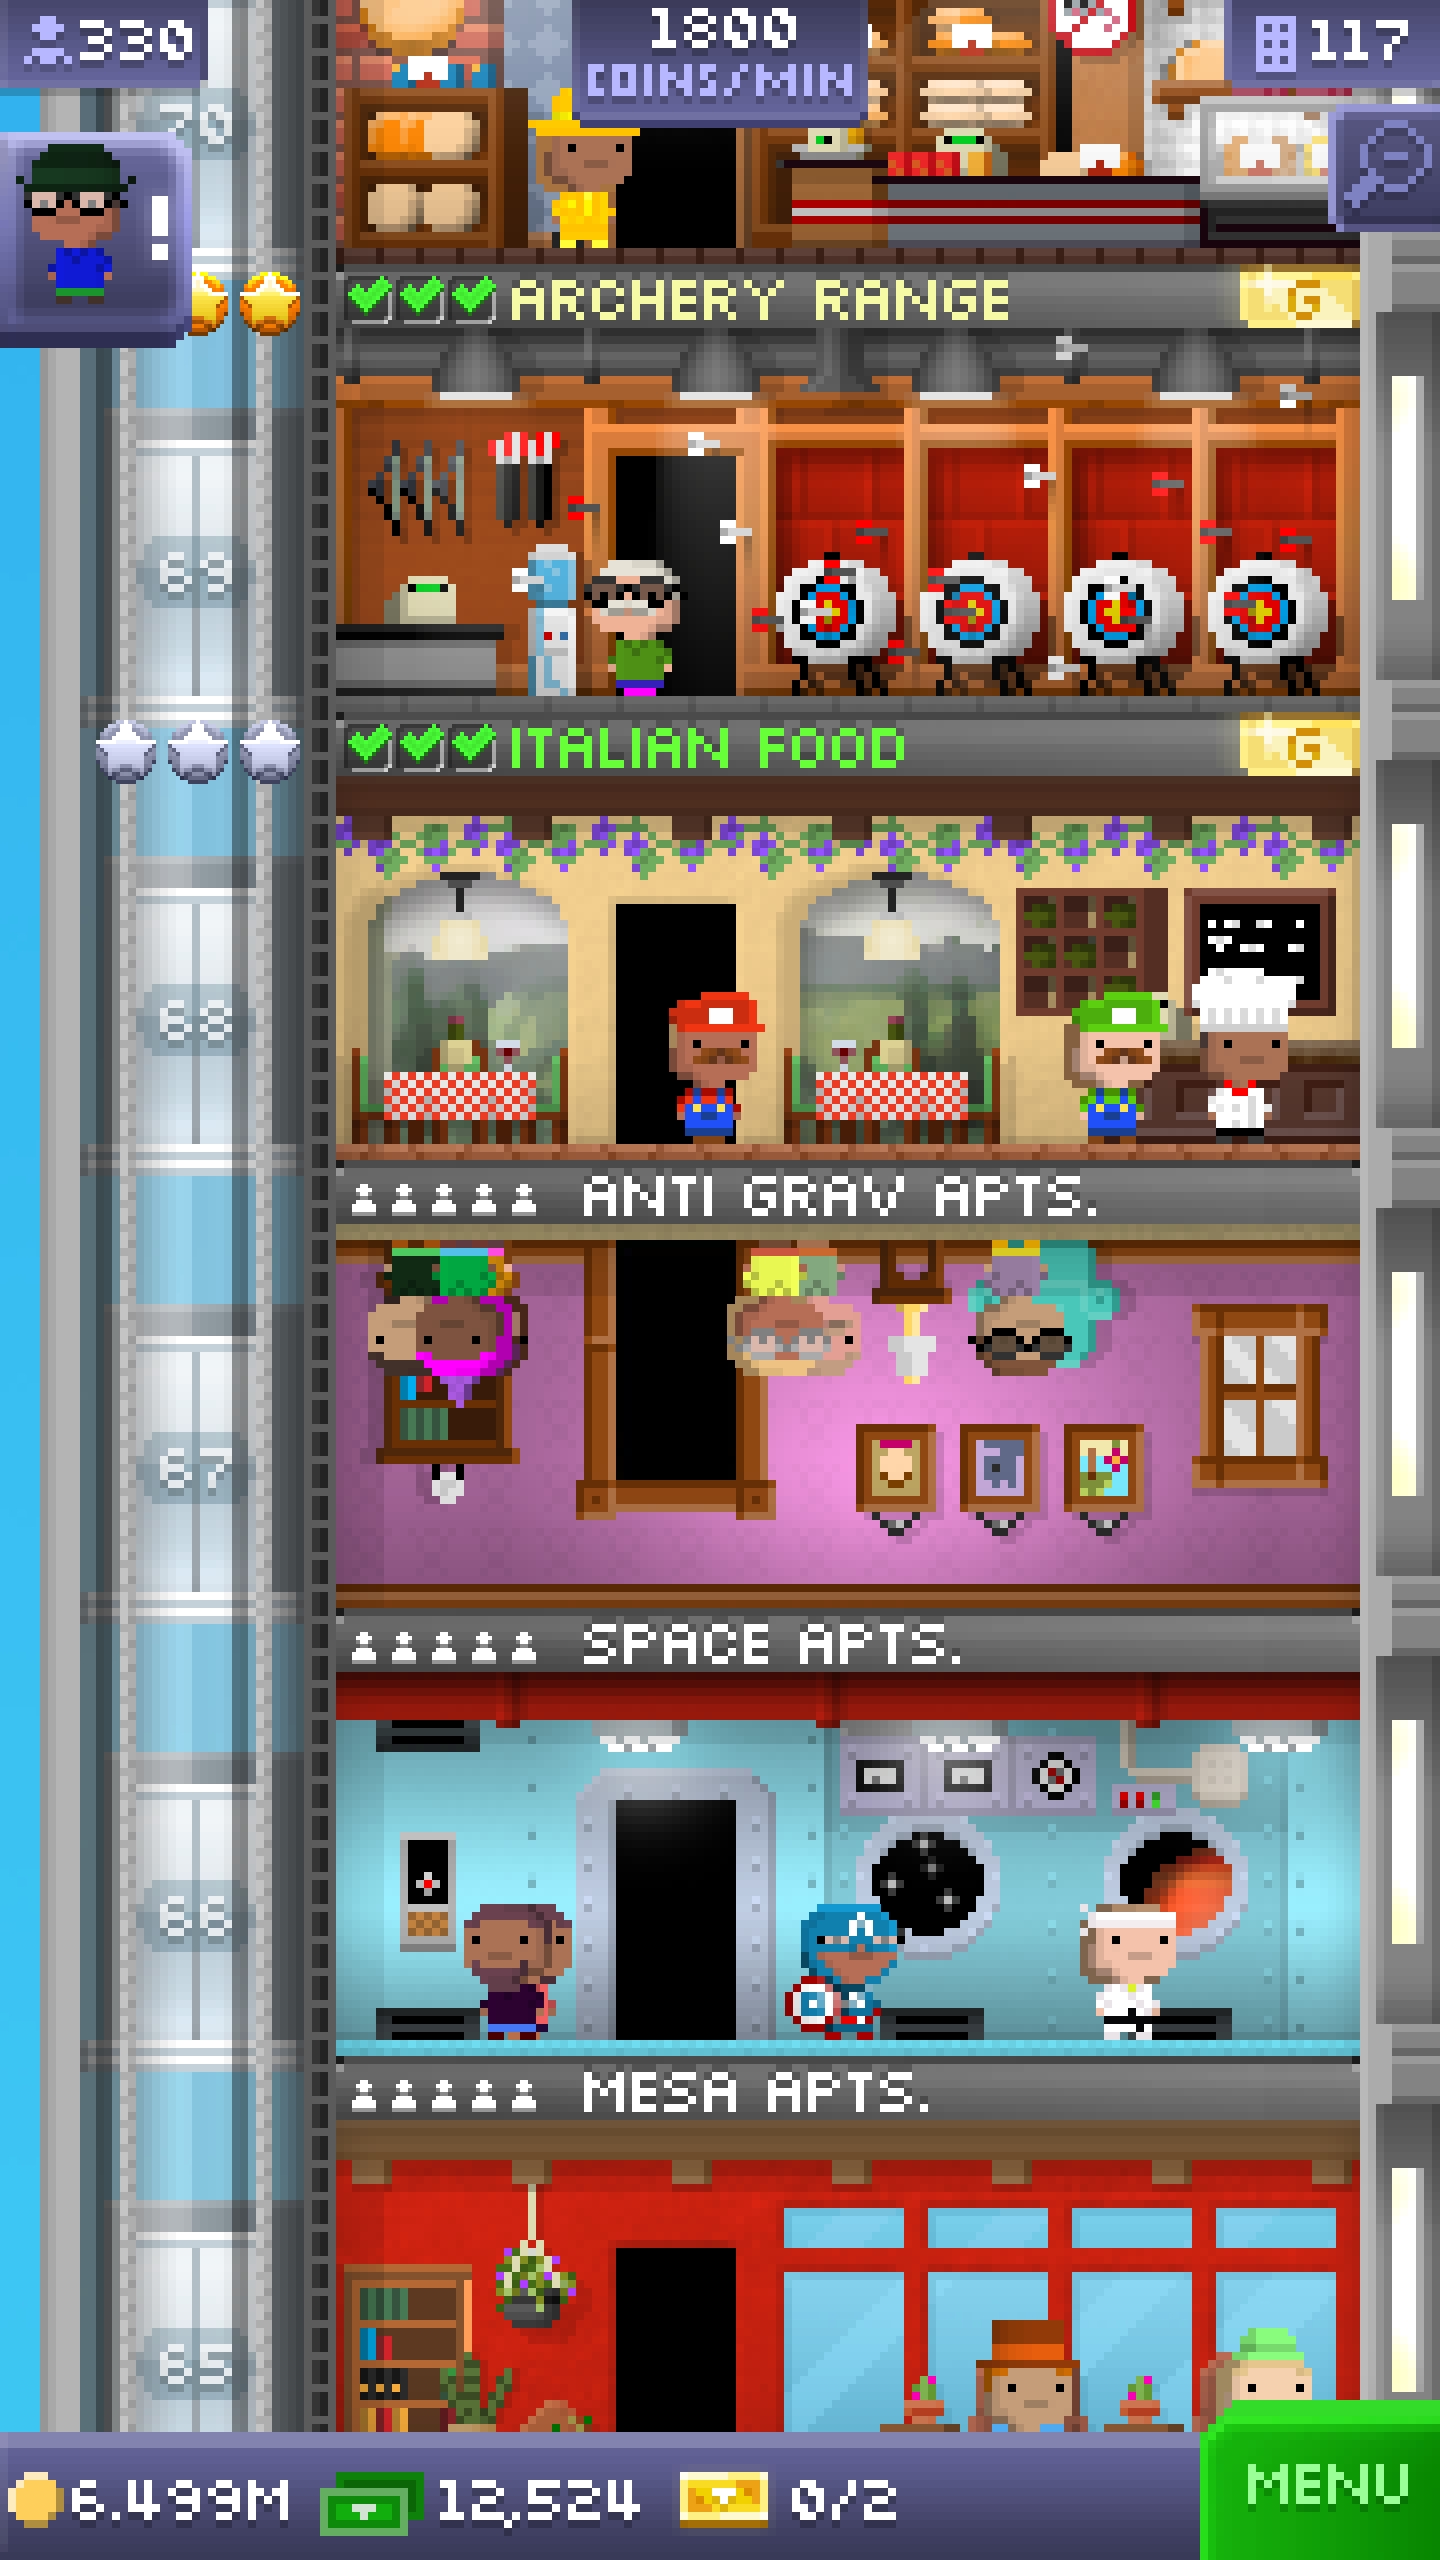 330
1800
COINS/MIN
117
70
!
ARCHERY RANGE
G
69
ITALIAN FOOD
G
68
ANTI GRAV APTS.
67
SPACE APTS.
66
MESA APTS.
65
6.499M
12,524
0/2
MENU